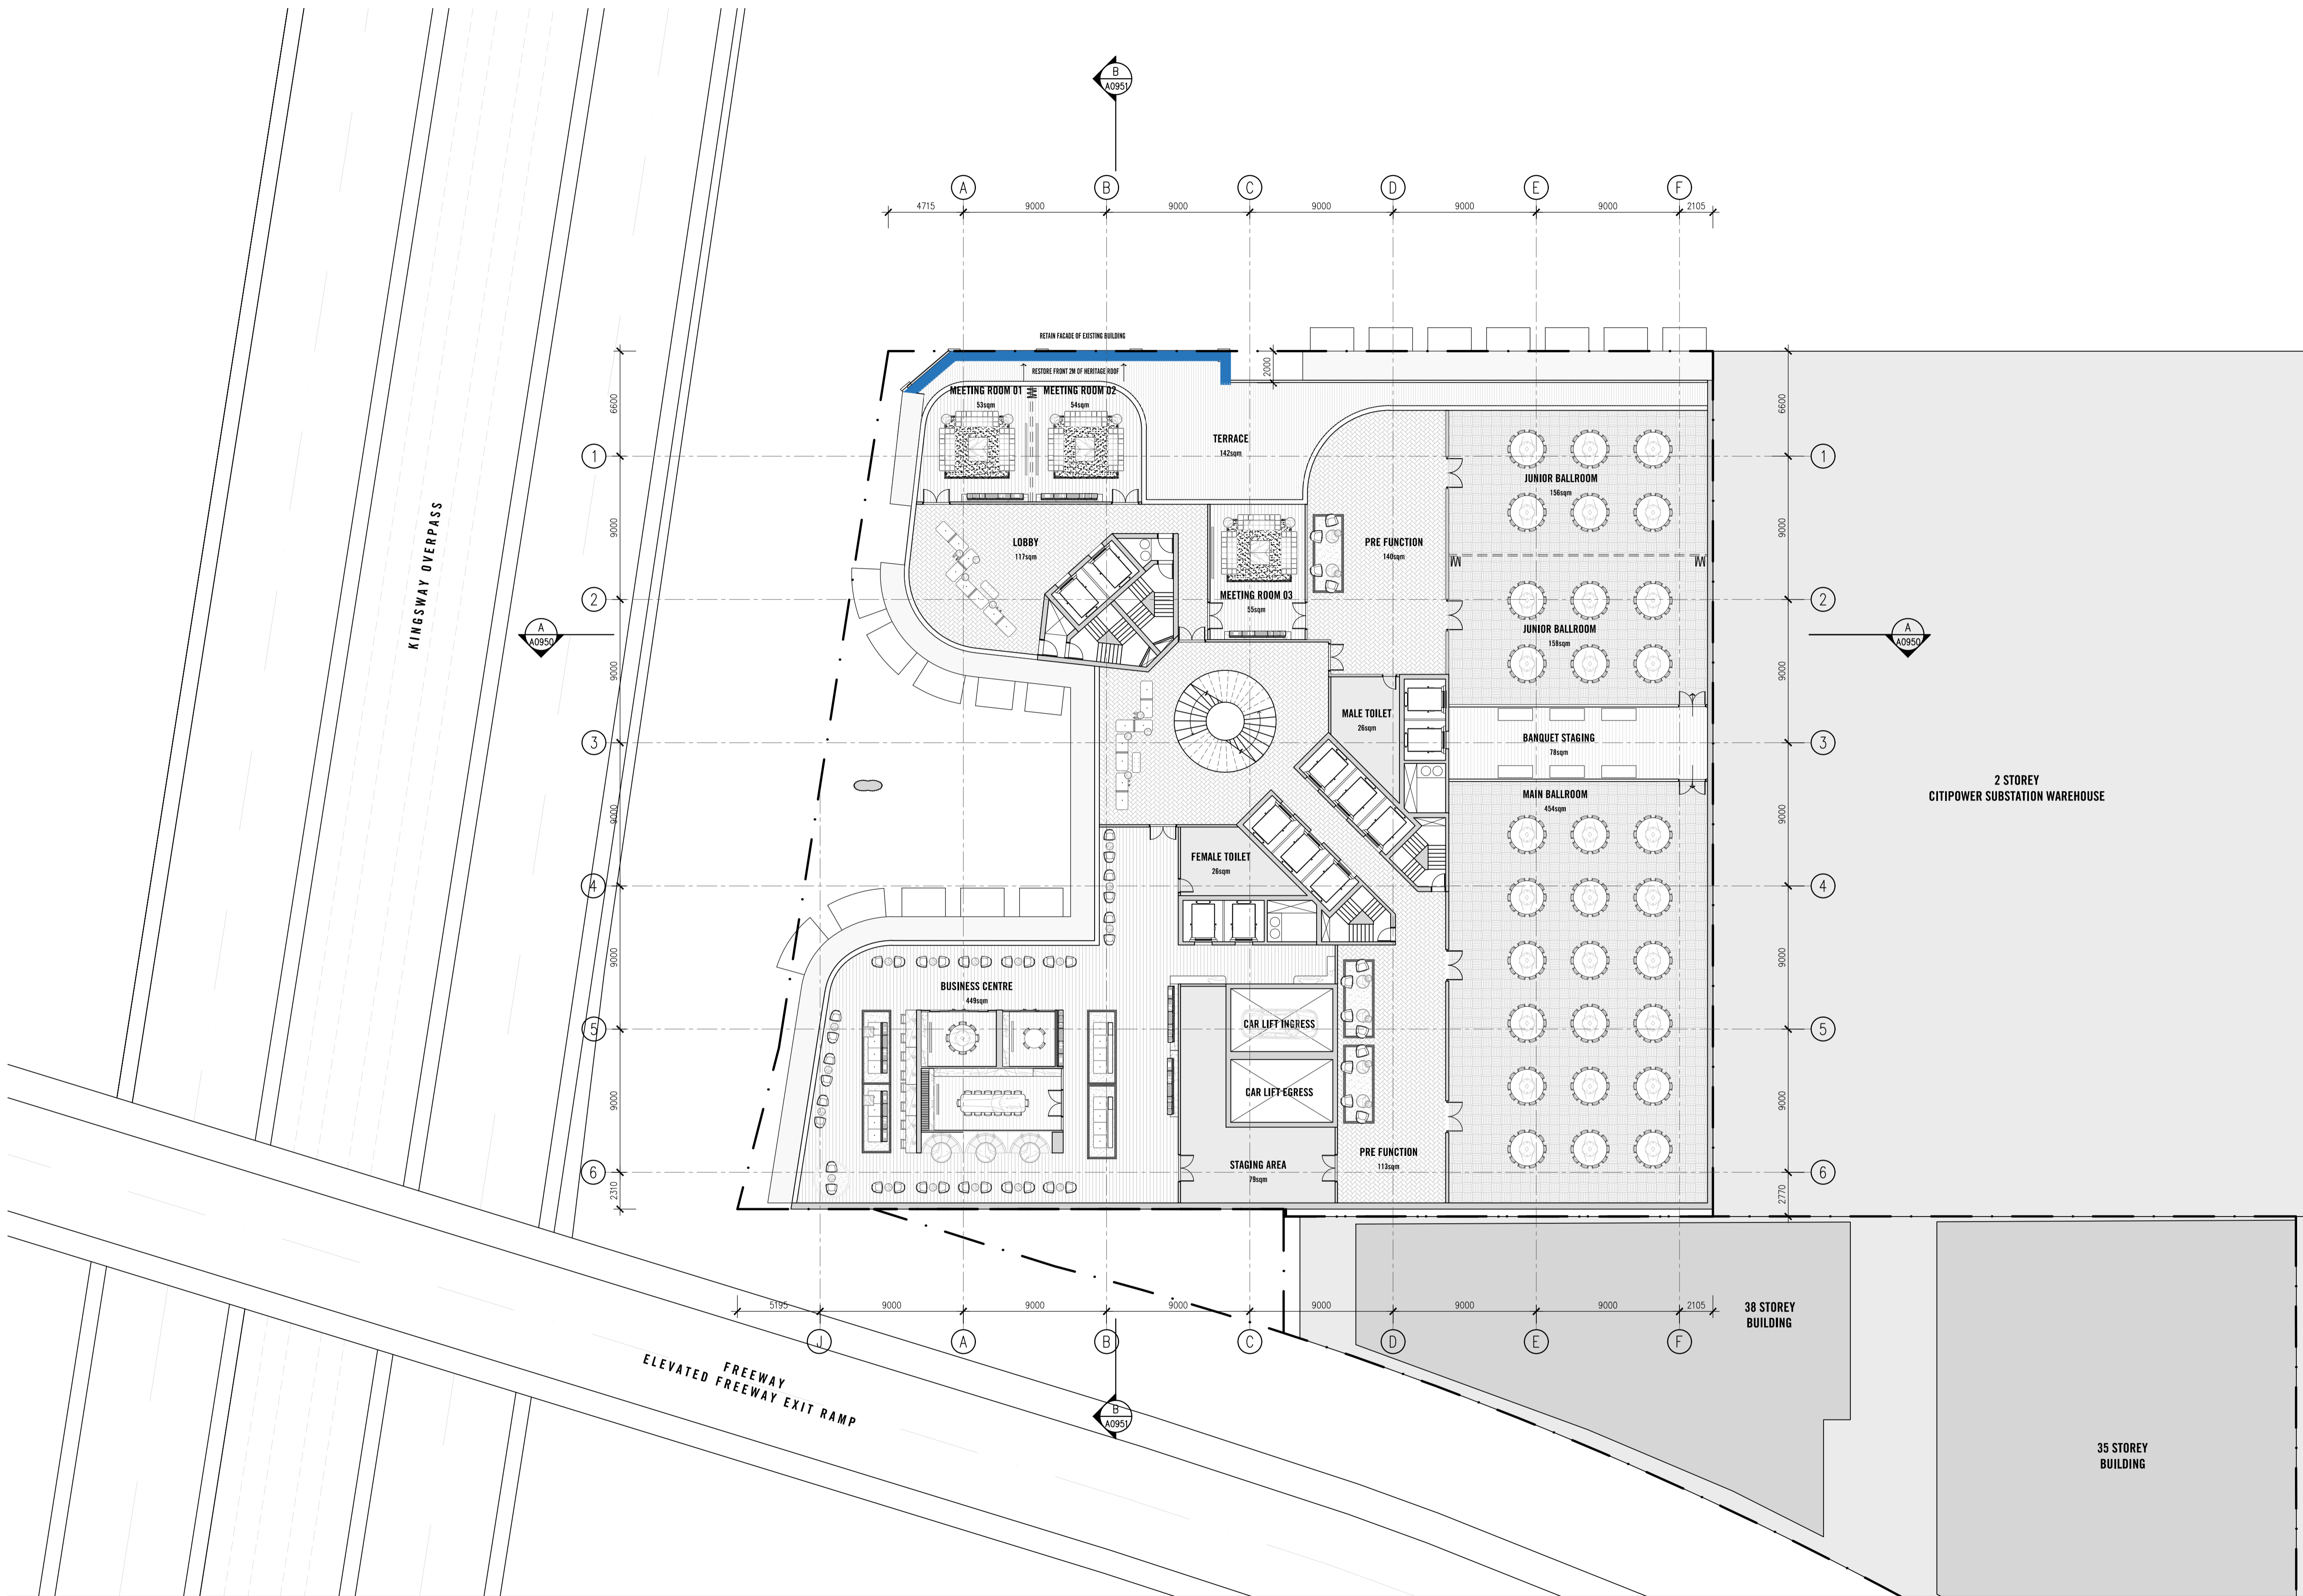 B
A0951
A
B
C
D
E
F
4715
9000
9000
9000
9000
9000
2105
RETAIN FACADE OF EXISTING BUILDING
RESTORE FRONT 2M OF HERITAGE ROOF
2000
6600
6600
MEETING ROOM 01
53sqm
MEETING ROOM 02
54sqm
TERRACE
142sqm
1
1
JUNIOR BALLROOM
156sqm
9000
9000
LOBBY
117sqm
PRE FUNCTION
140sqm
KINGSWAY OVERPASS
2
2
MEETING ROOM 03
55sqm
JUNIOR BALLROOM
158sqm
A
A0950
A
A0950
9000
9000
MALE TOILET
26sqm
3
3
BANQUET STAGING
78sqm
2 STOREY
CITIPOWER SUBSTATION WAREHOUSE
MAIN BALLROOM
454sqm
9000
9000
FEMALE TOILET
26sqm
4
4
9000
9000
BUSINESS CENTRE
449sqm
5
5
CAR LIFT INGRESS
CAR LIFT EGRESS
9000
9000
PRE FUNCTION
113sqm
STAGING AREA
79sqm
6
6
2310
2770
5195
9000
9000
9000
9000
9000
9000
2105
38 STOREY
BUILDING
J
A
B
C
D
E
F
FREEWAY
ELEVATED FREEWAY EXIT RAMP
B
A0951
35 STOREY
BUILDING